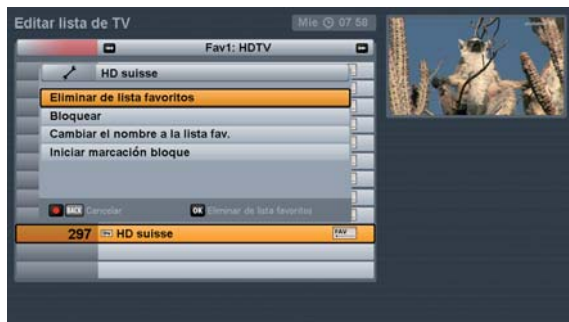 Editar lista de TV
Mie 07 58
Fav1: HDTV
HD suisse
Eliminar de lista favoritos
Bloquear
Cambiar el nombre a la lista fav.
Iniciar marcación bloque
BACK Cancelar OK Eliminar de lista favoritos
297 HD suisse FAV